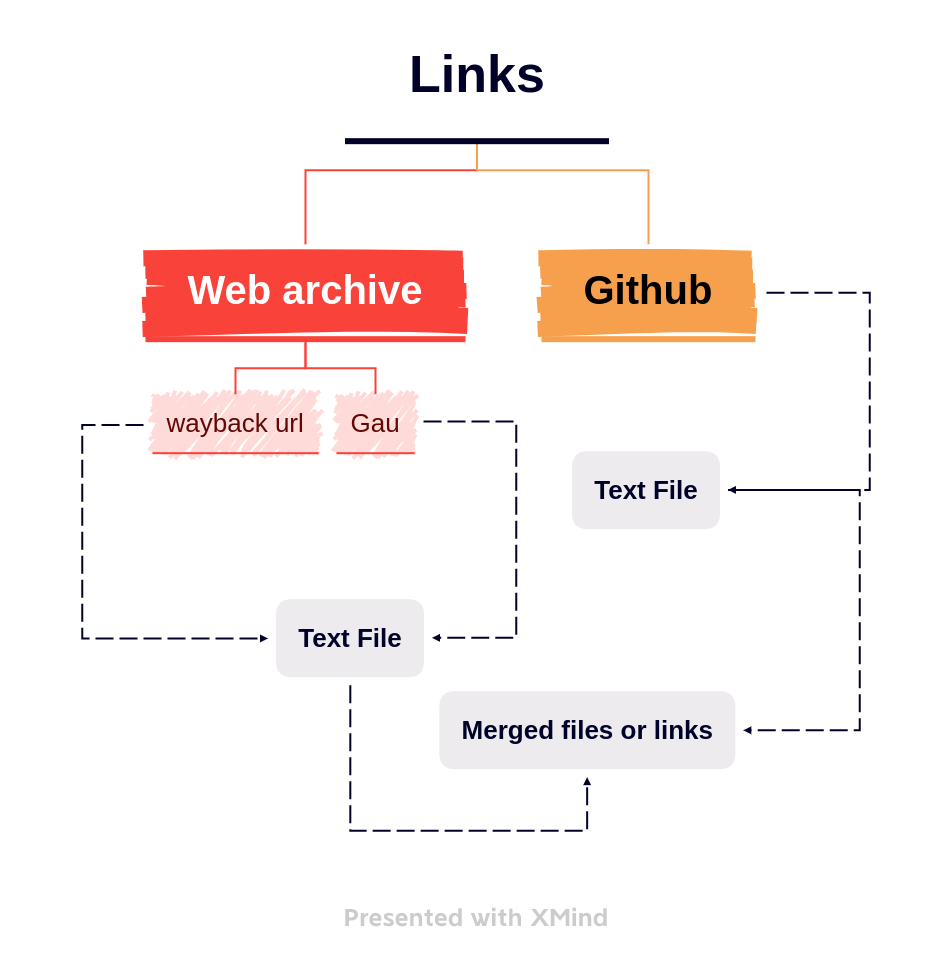 Links
Web archive
Github
wayback url
Gau
Text File
Text File
Merged files or links
Presented with XMind